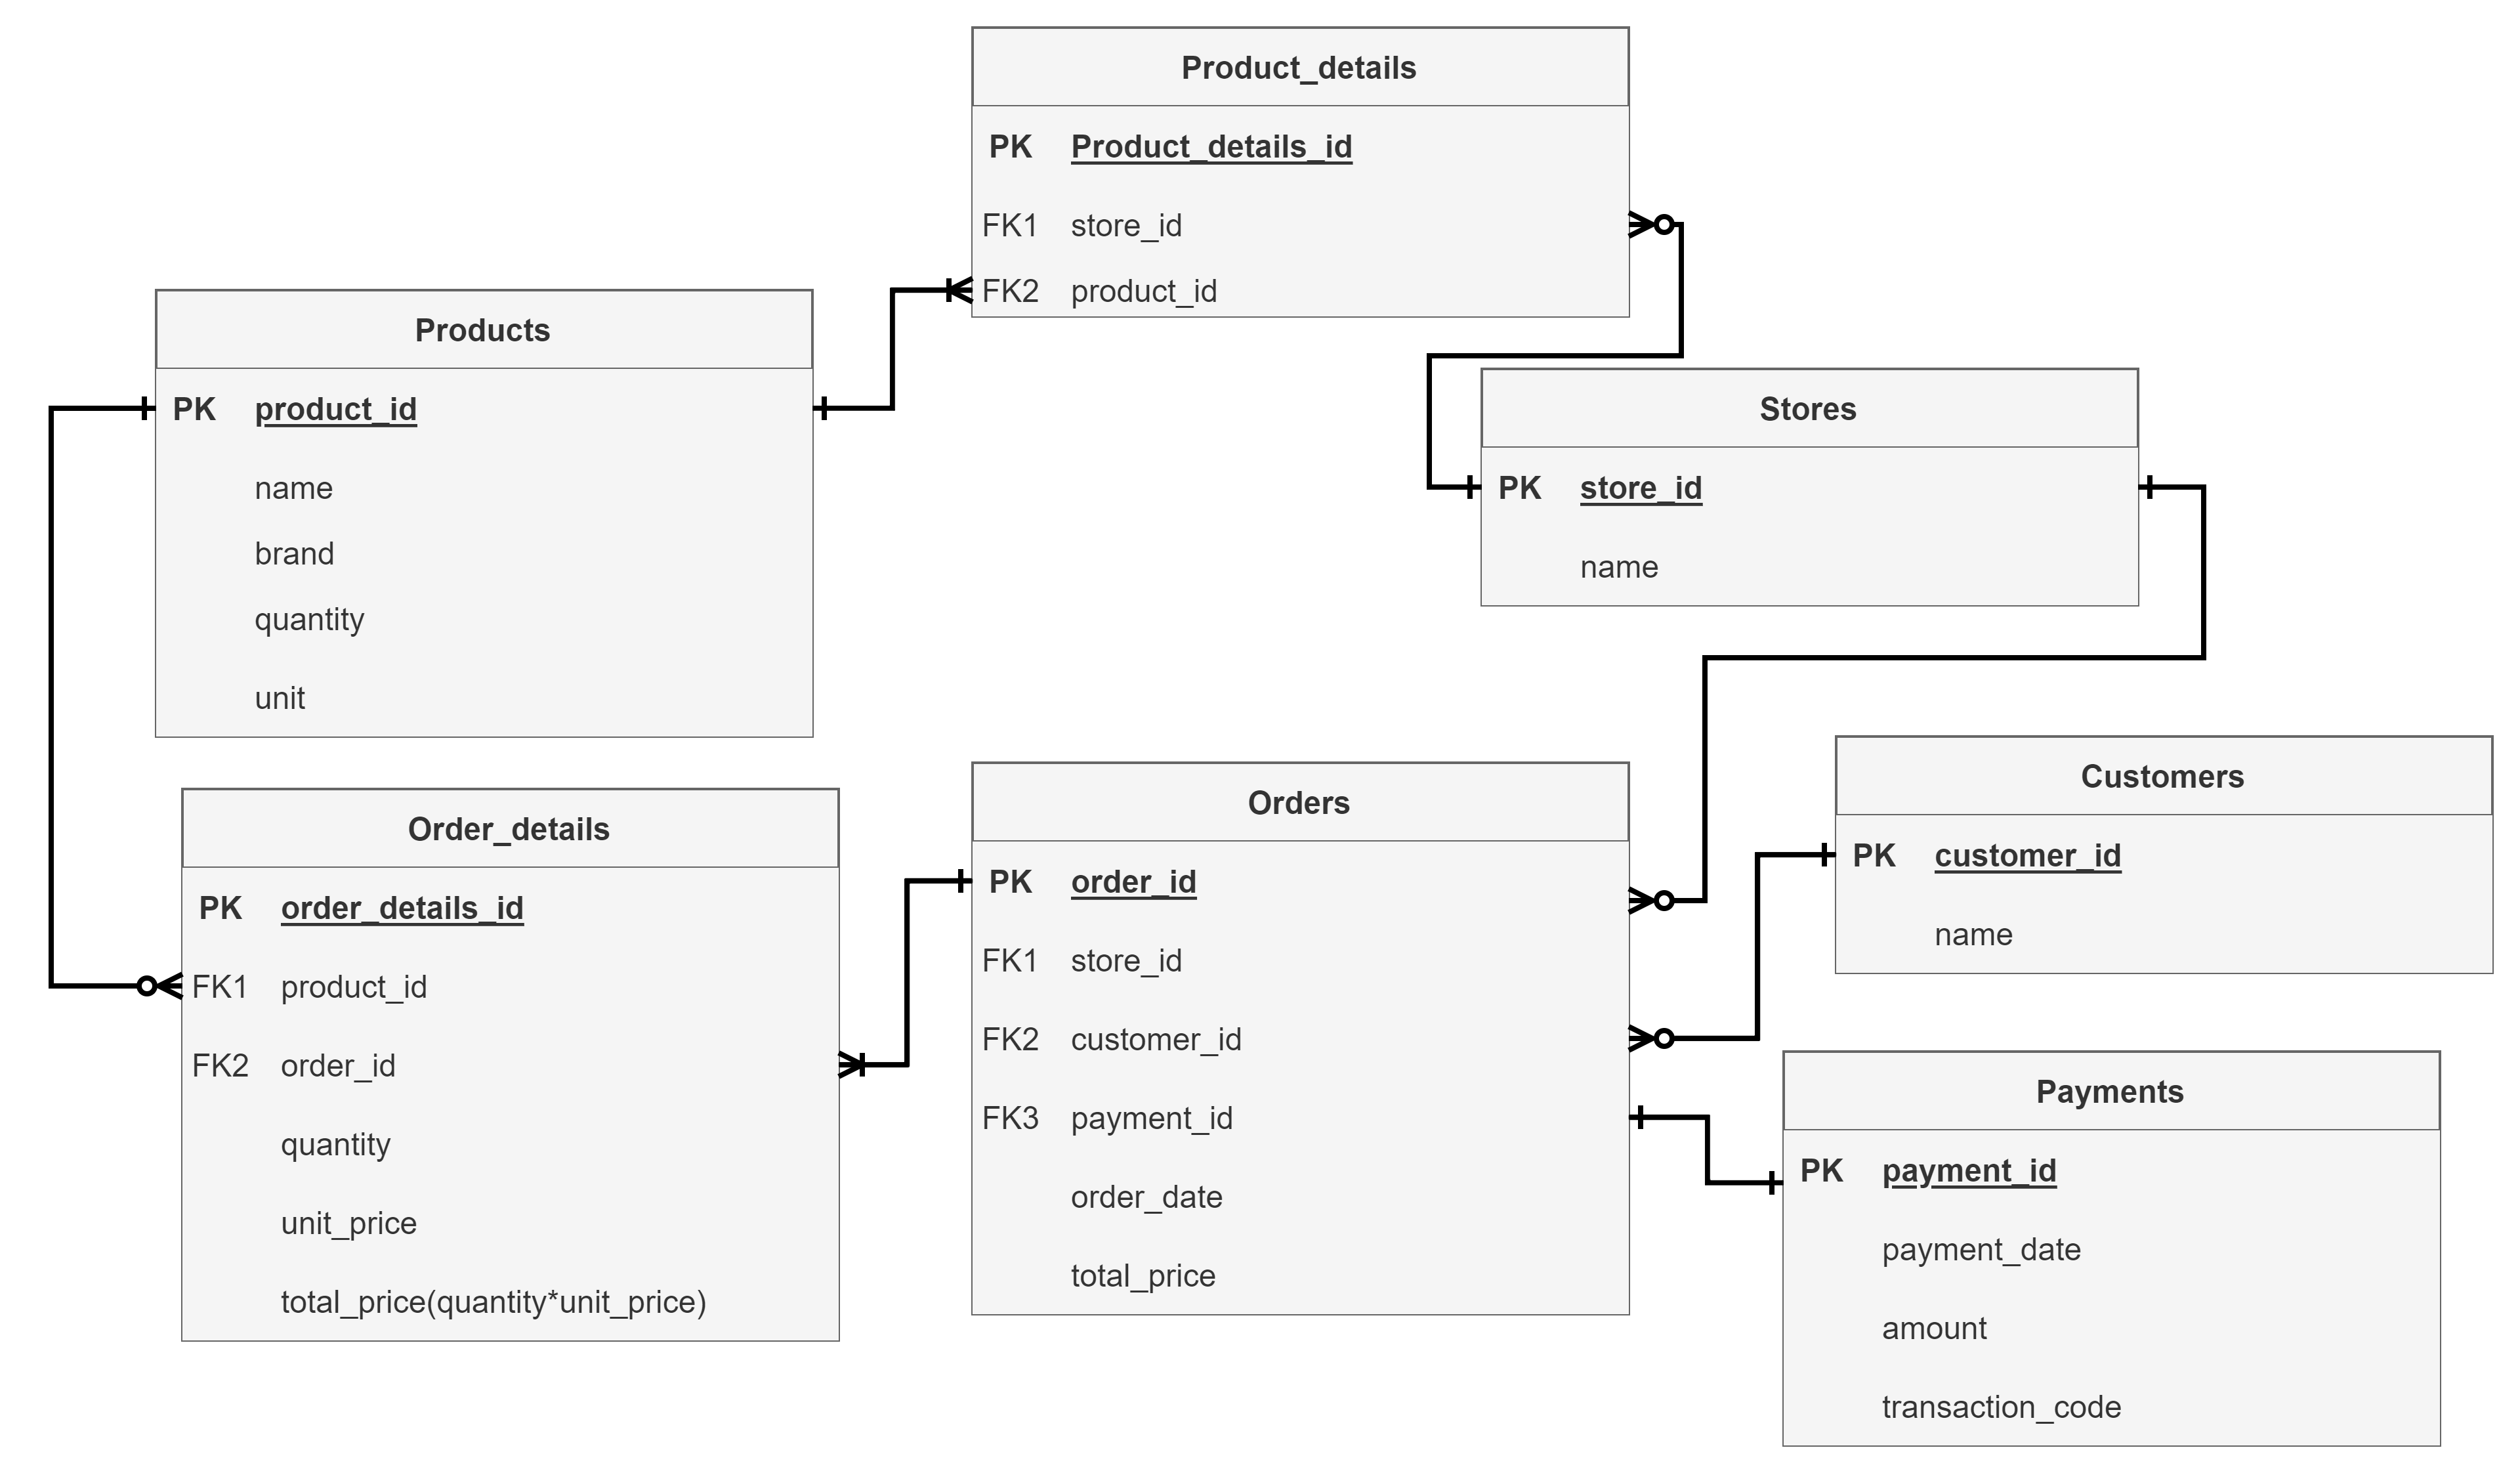 Product_details
PK Product_details_id
FK1 store_id
FK2 product_id
Products
PK product_id
name
brand
quantity
unit
Stores
PK store_id
name
Order_details
PK order_details_id
FK1 product_id
FK2 order_id
quantity
unit_price
total_price(quantity*unit_price)
Orders
PK order_id
FK1 store_id
FK2 customer_id
FK3 payment_id
order_date
total_price
Customers
PK customer_id
name
Payments
PK payment_id
payment_date
amount
transaction_code